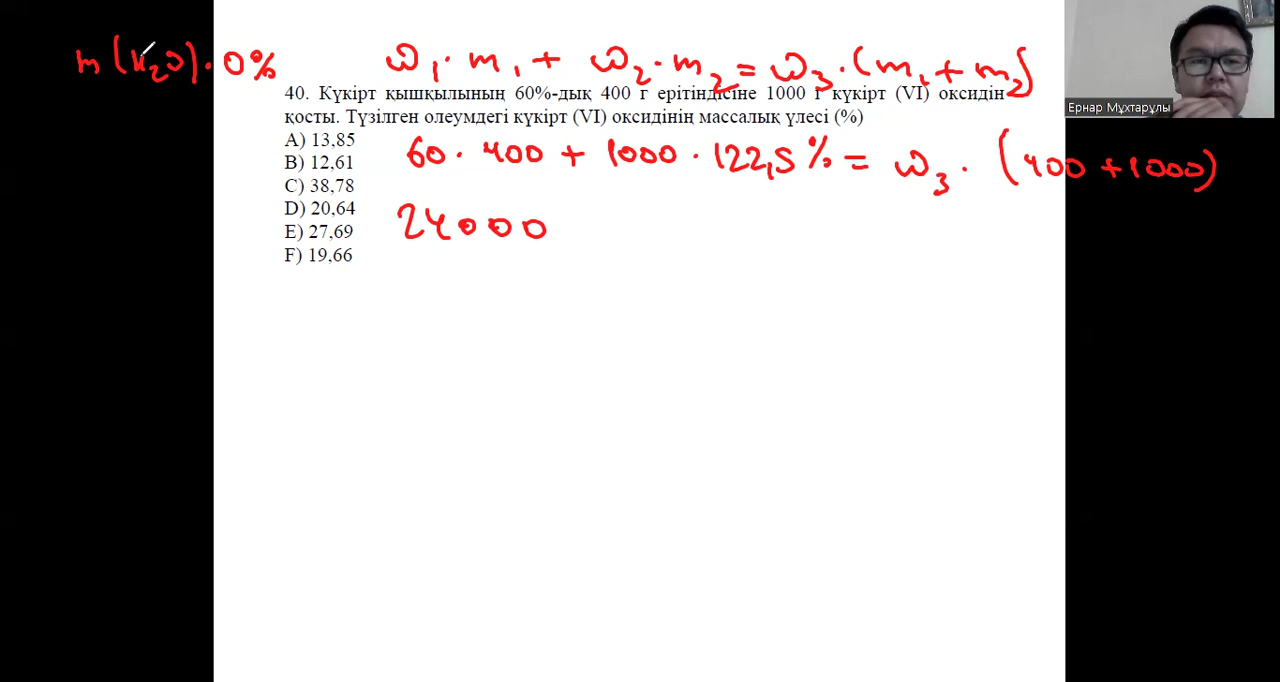 m(H₂O)·0%
ω₁·m₁ + ω₂·m₂ = ω₃·(m₁ + m₂)
40. Күкірт қышқылының 60%-дық 400 г ерітіндісіне 1000 г күкірт (VI) оксидін
қосты. Түзілген олеумдегі күкірт (VI) оксидінің массалық үлесі (%)
A) 13,85
B) 12,61
C) 38,78
D) 20,64
E) 27,69
F) 19,66
60 · 400 + 1000 · 122,5% = ω₃ · (400 + 1000)
24000
Ернар Мұхтарұлы